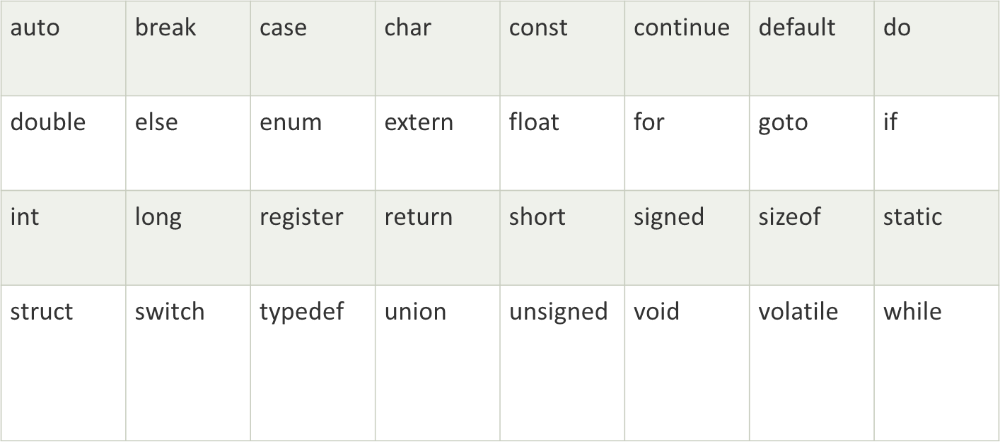 auto break case char const continue default do
double else enum extern float for goto if
int long register return short signed sizeof static
struct switch typedef union unsigned void volatile while